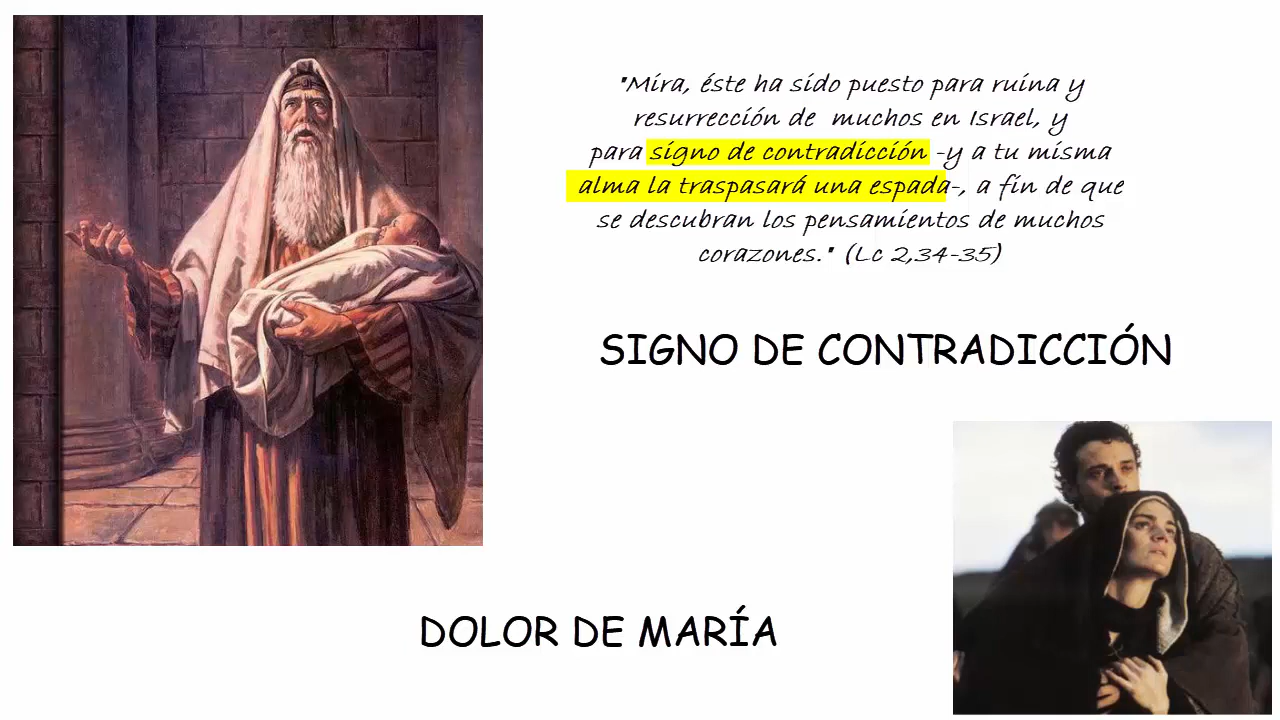 "Mira, éste ha sido puesto para ruina y
resurrección de muchos en Israel, y
para signo de contradicción -y a tu misma
alma la traspasará una espada-, a fin de que
se descubran los pensamientos de muchos
corazones." (Lc 2,34-35)
SIGNO DE CONTRADICCIÓN
DOLOR DE MARÍA